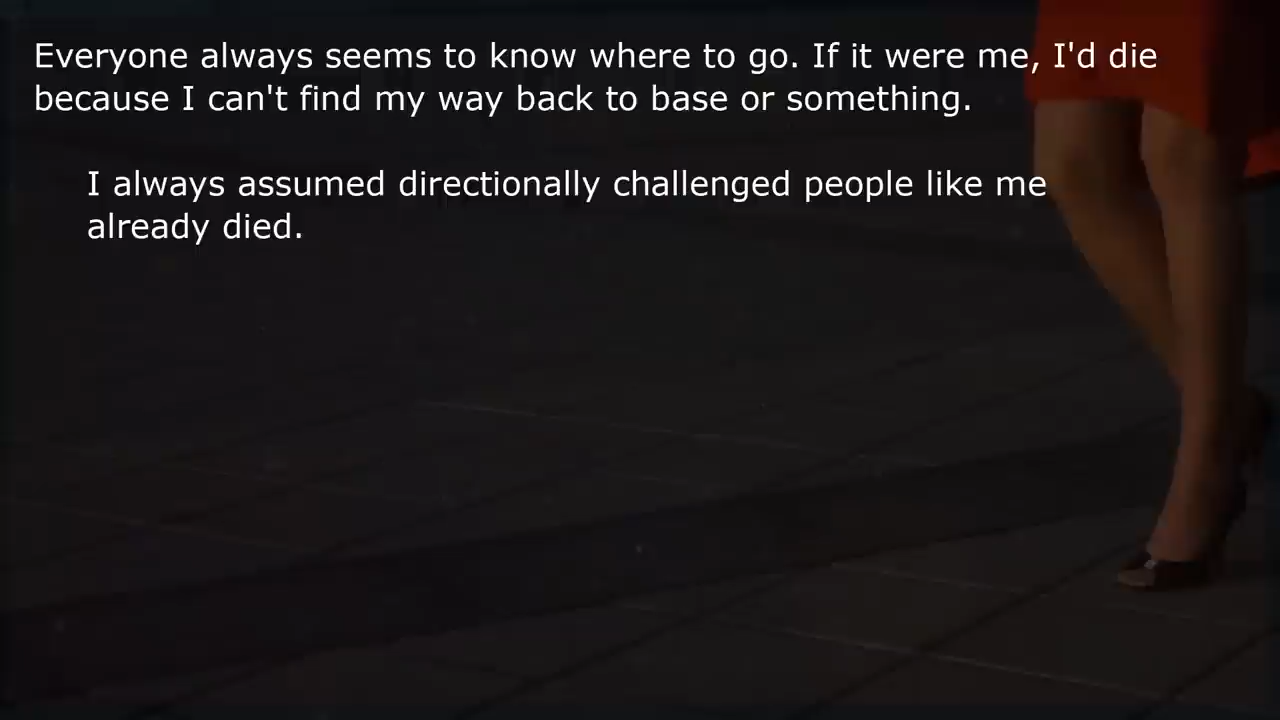 Everyone always seems to know where to go. If it were me, I'd die
because I can't find my way back to base or something.
I always assumed directionally challenged people like me
already died.